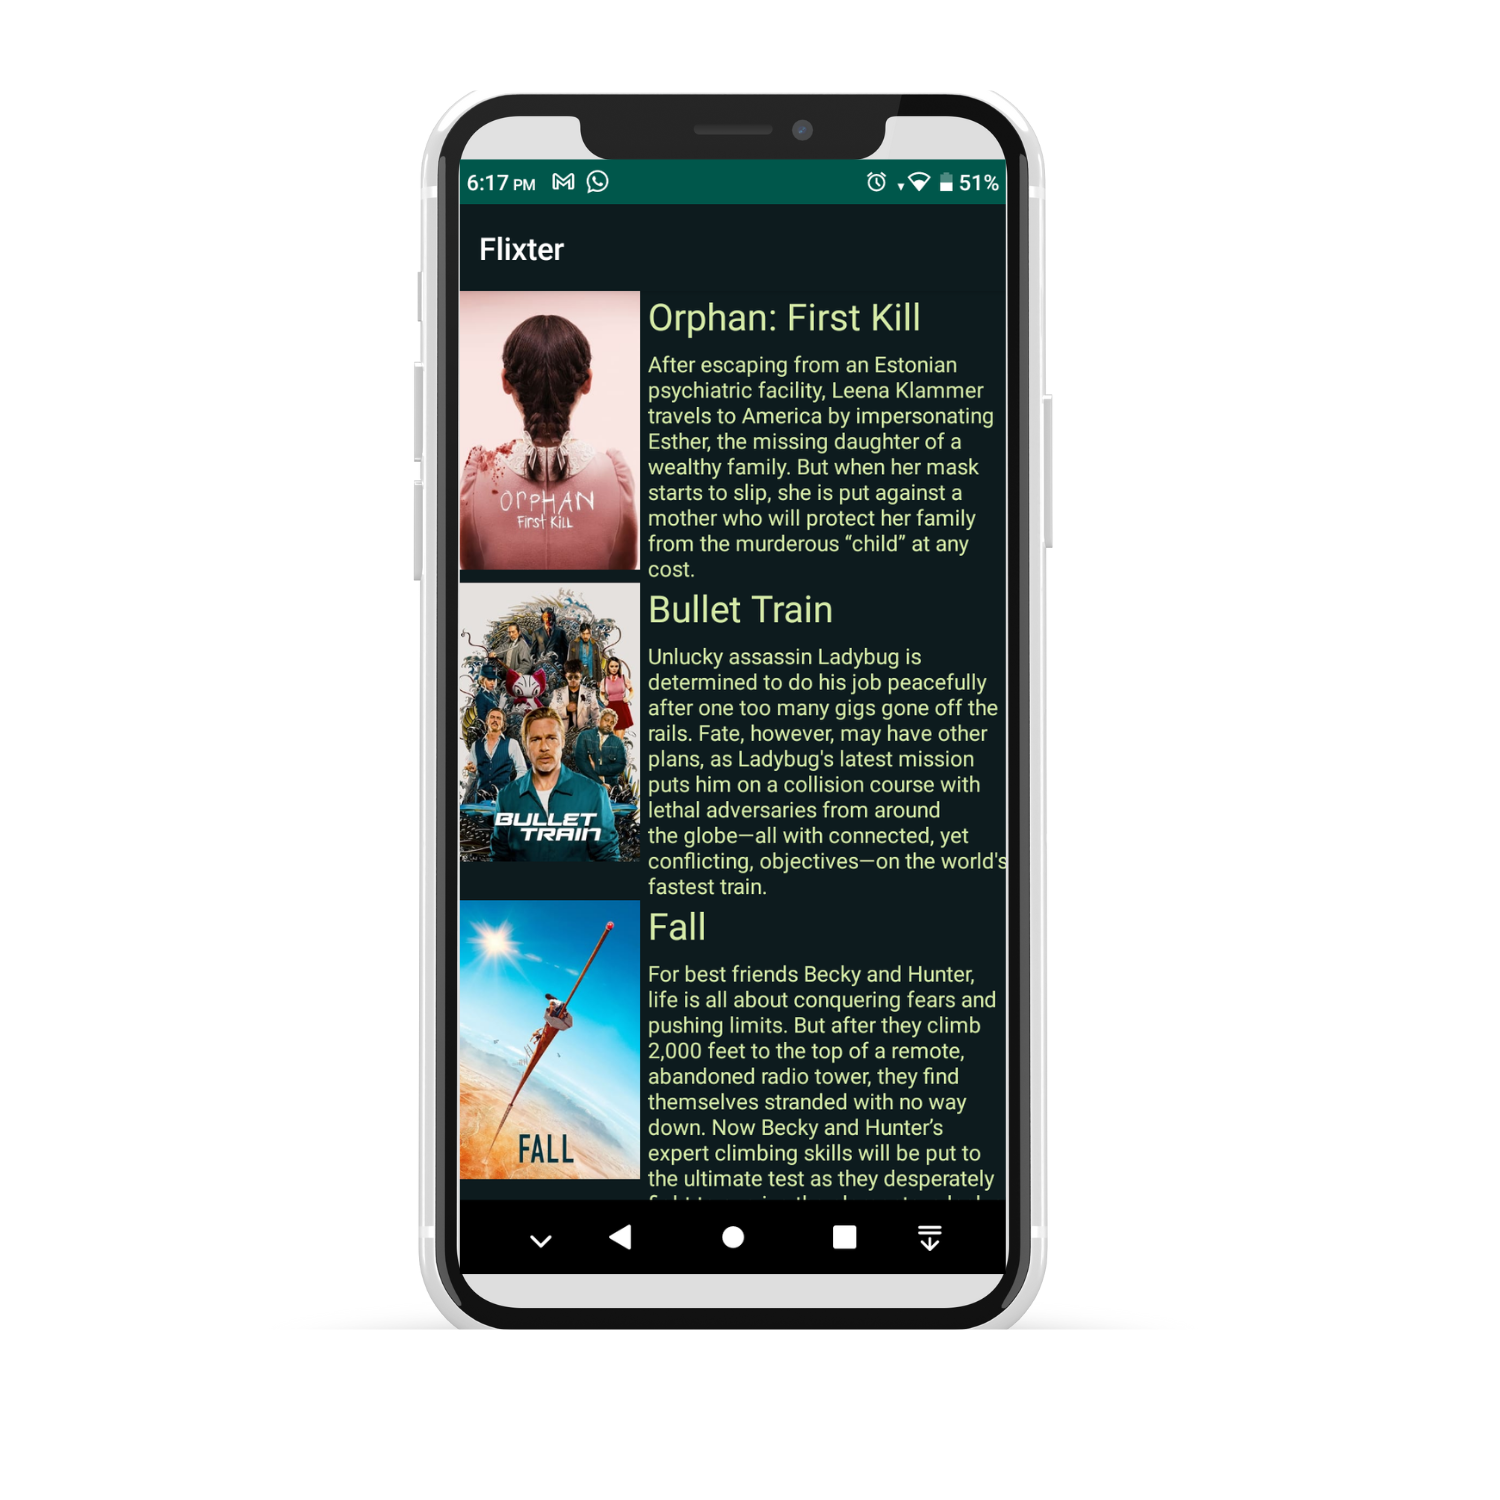 6:17 PM 51%
Flixter
ORPHAN
First Kill
Orphan: First Kill
After escaping from an Estonian
psychiatric facility, Leena Klammer
travels to America by impersonating
Esther, the missing daughter of a
wealthy family. But when her mask
starts to slip, she is put against a
mother who will protect her family
from the murderous “child” at any
cost.
BULLET
TRAIN
Bullet Train
Unlucky assassin Ladybug is
determined to do his job peacefully
after one too many gigs gone off the
rails. Fate, however, may have other
plans, as Ladybug's latest mission
puts him on a collision course with
lethal adversaries from around
the globe—all with connected, yet
conflicting, objectives—on the world's
fastest train.
FALL
Fall
For best friends Becky and Hunter,
life is all about conquering fears and
pushing limits. But after they climb
2,000 feet to the top of a remote,
abandoned radio tower, they find
themselves stranded with no way
down. Now Becky and Hunter’s
expert climbing skills will be put to
the ultimate test as they desperately